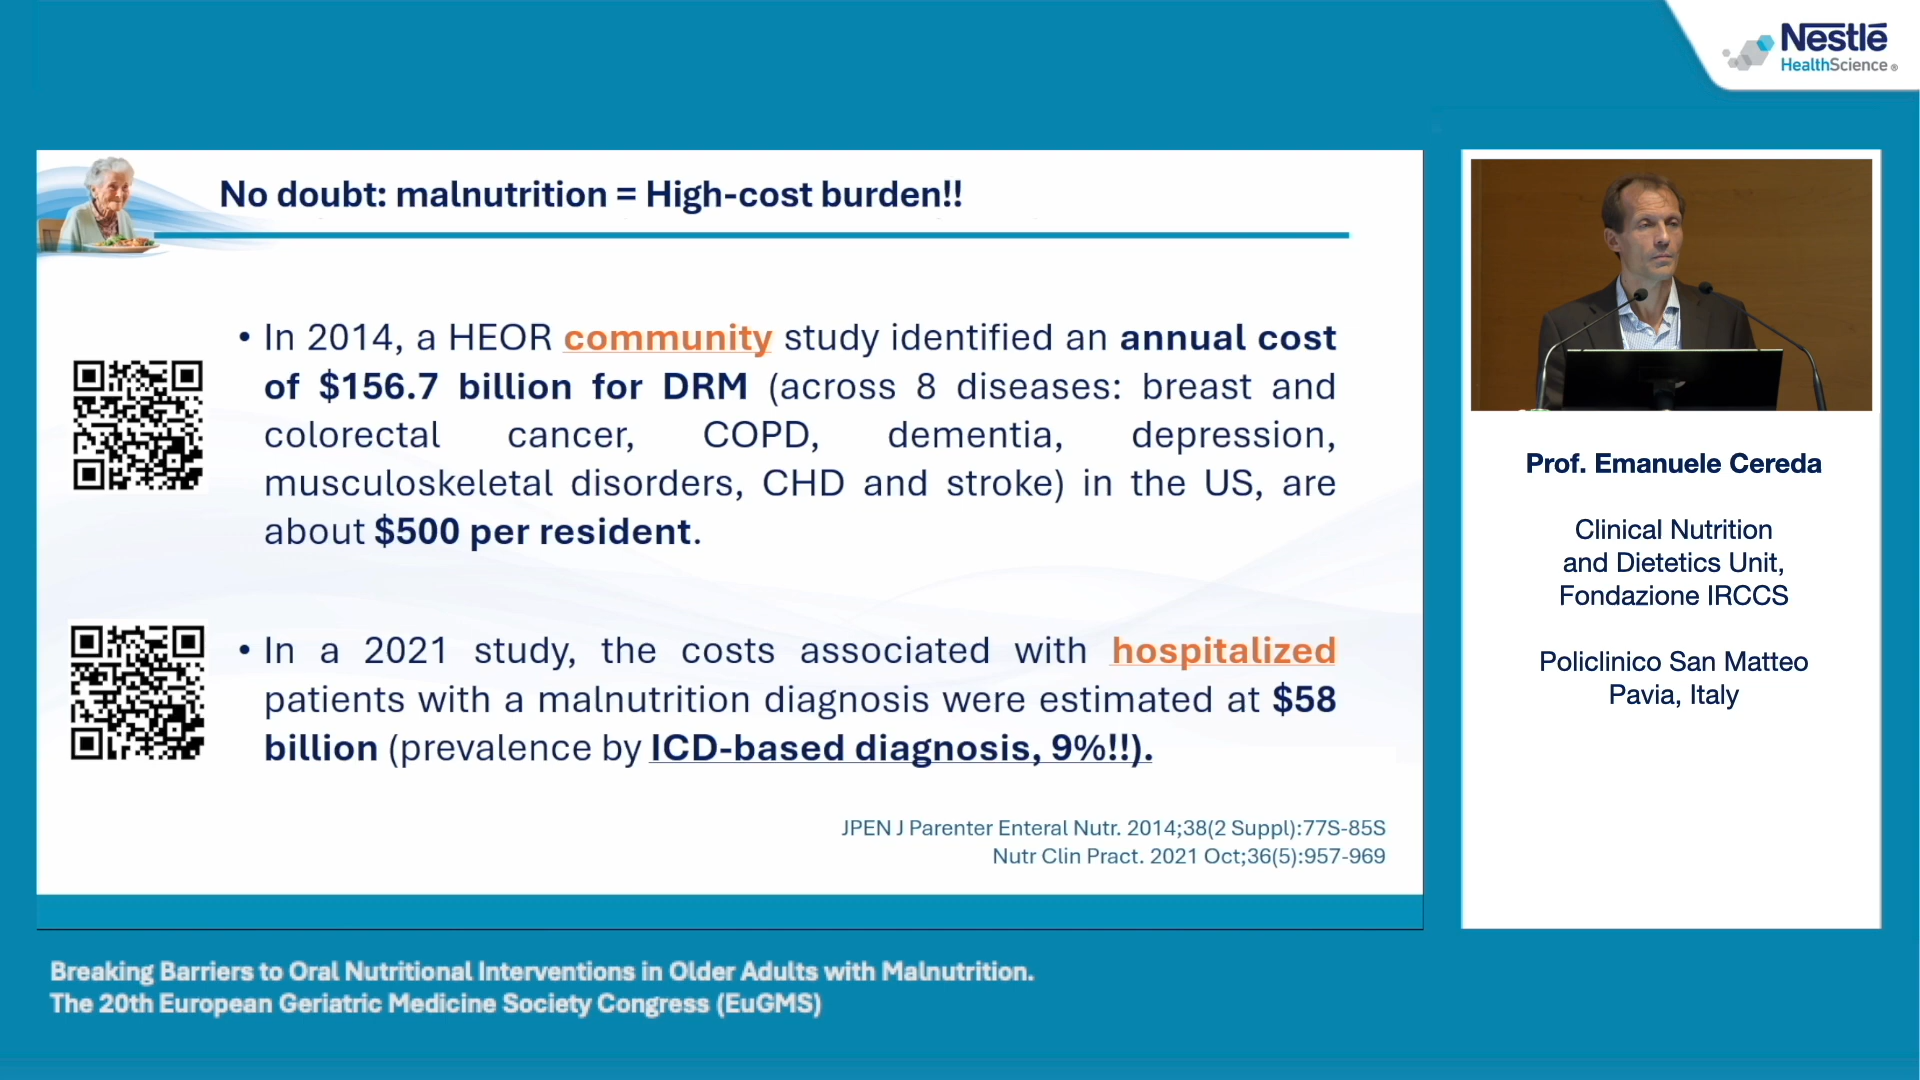 Nestlé
HealthScience®
No doubt: malnutrition = High-cost burden!!
• In 2014, a HEOR community study identified an annual cost
of $156.7 billion for DRM (across 8 diseases: breast and
colorectal cancer, COPD, dementia, depression,
musculoskeletal disorders, CHD and stroke) in the US, are
about $500 per resident.
• In a 2021 study, the costs associated with hospitalized
patients with a malnutrition diagnosis were estimated at $58
billion (prevalence by ICD-based diagnosis, 9%!!).
JPEN J Parenter Enteral Nutr. 2014;38(2 Suppl):77S-85S
Nutr Clin Pract. 2021 Oct;36(5):957-969
Prof. Emanuele Cereda
Clinical Nutrition
and Dietetics Unit,
Fondazione IRCCS
Policlinico San Matteo
Pavia, Italy
Breaking Barriers to Oral Nutritional Interventions in Older Adults with Malnutrition.
The 20th European Geriatric Medicine Society Congress (EuGMS)